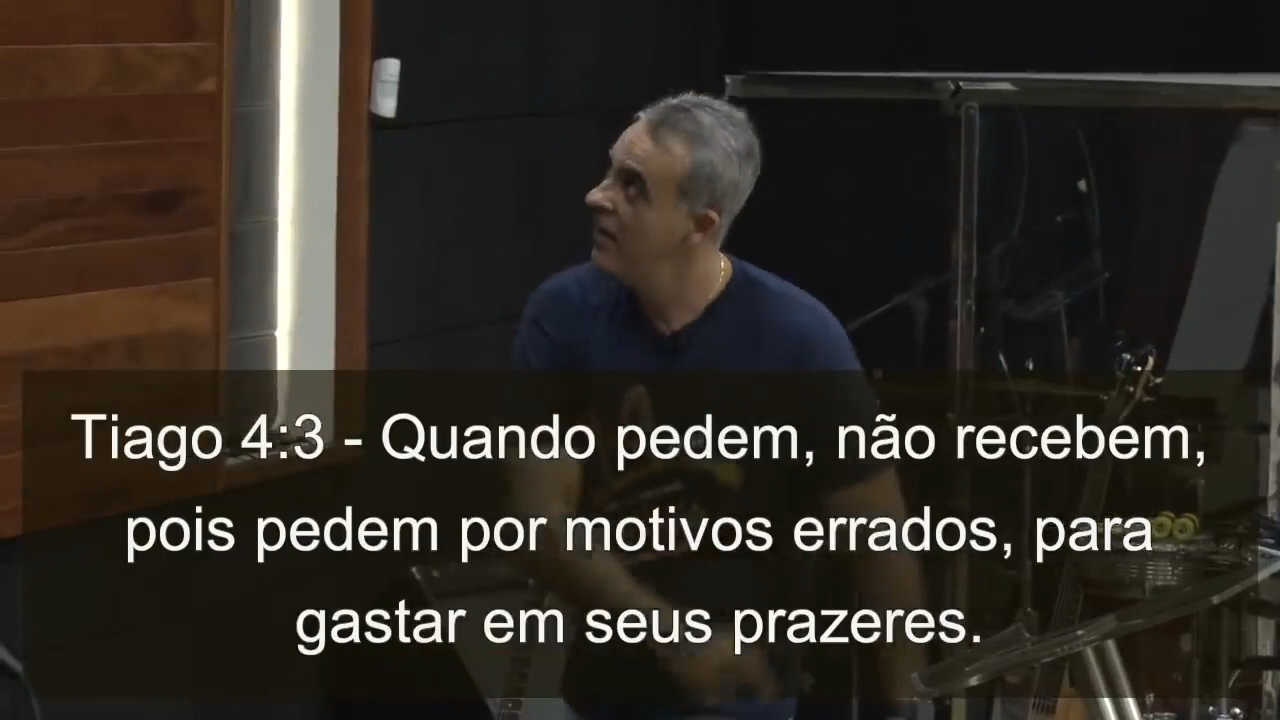 Tiago 4:3 - Quando pedem, não recebem,
pois pedem por motivos errados, para
gastar em seus prazeres.